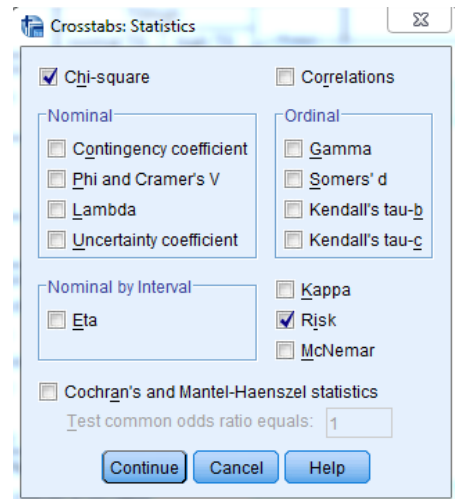 Crosstabs: Statistics
Chi-square
Correlations
Nominal
Contingency coefficient
Phi and Cramer's V
Lambda
Uncertainty coefficient
Ordinal
Gamma
Somers' d
Kendall's tau-b
Kendall's tau-c
Nominal by Interval
Eta
Kappa
Risk
McNemar
Cochran's and Mantel-Haenszel statistics
Test common odds ratio equals: 1
Continue Cancel Help